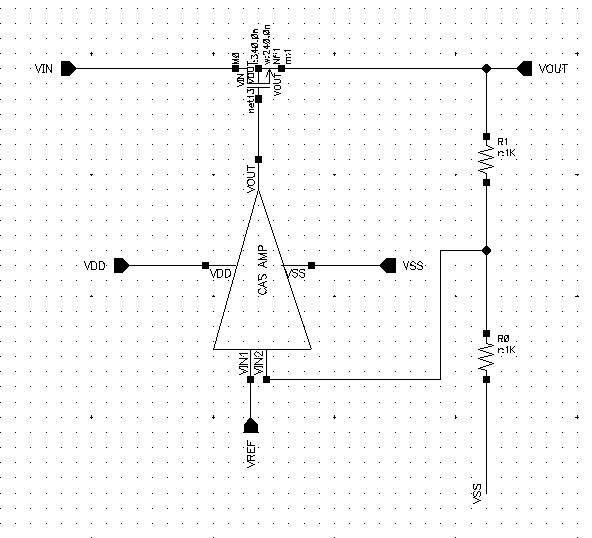 VIN
M0
VIN
VOUT
l:340.0n
w:240.0n
Nf:1
m:1
VOUT
net13
VOUT
R1
r:1K
VOUT
VDD
VDD
CAS AMP
VSS
VSS
VIN1
VIN2
R0
r:1K
VREF
VSS